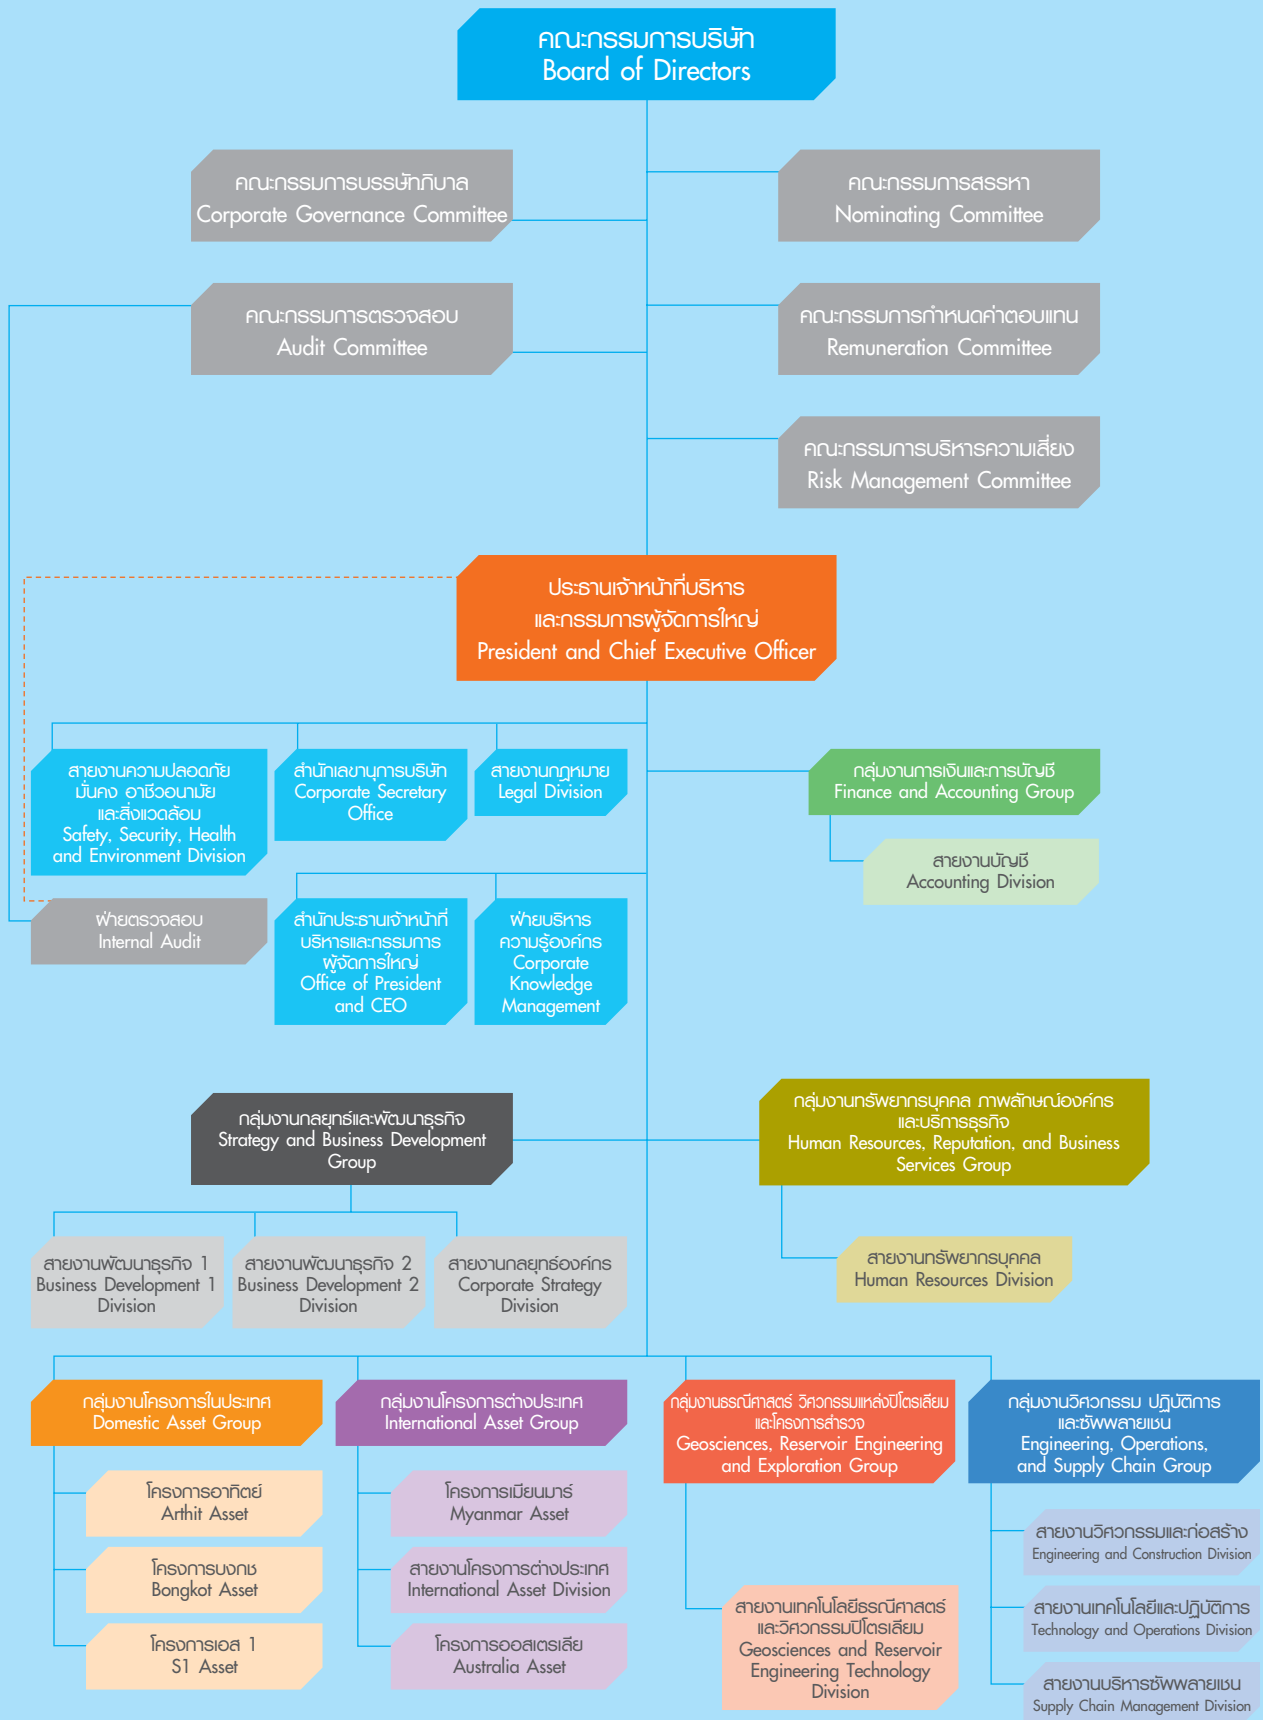 คณะกรรมการบริษัท
Board of Directors
คณะกรรมการบรรษัทภิบาล
Corporate Governance Committee
คณะกรรมการสรรหา
Nominating Committee
คณะกรรมการตรวจสอบ
Audit Committee
คณะกรรมการกำหนดค่าตอบแทน
Remuneration Committee
คณะกรรมการบริหารความเสี่ยง
Risk Management Committee
ประธานเจ้าหน้าที่บริหาร
และกรรมการผู้จัดการใหญ่
President and Chief Executive Officer
สายงานความปลอดภัย
มั่นคง อาชีวอนามัย
และสิ่งแวดล้อม
Safety, Security, Health
and Environment Division
สำนักเลขานุการบริษัท
Corporate Secretary
Office
สายงานกฎหมาย
Legal Division
กลุ่มงานการเงินและการบัญชี
Finance and Accounting Group
สายงานบัญชี
Accounting Division
ฝ่ายตรวจสอบ
Internal Audit
สำนักประธานเจ้าหน้าที่
บริหารและกรรมการ
ผู้จัดการใหญ่
Office of President
and CEO
ฝ่ายบริหาร
ความรู้องค์กร
Corporate
Knowledge
Management
กลุ่มงานกลยุทธ์และพัฒนาธุรกิจ
Strategy and Business Development
Group
กลุ่มงานทรัพยากรบุคคล ภาพลักษณ์องค์กร
และบริการธุรกิจ
Human Resources, Reputation, and Business
Services Group
สายงานพัฒนาธุรกิจ 1
Business Development 1
Division
สายงานพัฒนาธุรกิจ 2
Business Development 2
Division
สายงานกลยุทธ์องค์กร
Corporate Strategy
Division
สายงานทรัพยากรบุคคล
Human Resources Division
กลุ่มงานโครงการในประเทศ
Domestic Asset Group
โครงการอาทิตย์
Arthit Asset
โครงการบงกช
Bongkot Asset
โครงการเอส 1
S1 Asset
กลุ่มงานโครงการต่างประเทศ
International Asset Group
โครงการเมียนมาร์
Myanmar Asset
สายงานโครงการต่างประเทศ
International Asset Division
โครงการออสเตรเลีย
Australia Asset
กลุ่มงานธรณีศาสตร์ วิศวกรรมแหล่งปิโตรเลียม
และโครงการสำรวจ
Geosciences, Reservoir Engineering
and Exploration Group
สายงานเทคโนโลยีธรณีศาสตร์
และวิศวกรรมปิโตรเลียม
Geosciences and Reservoir
Engineering Technology
Division
กลุ่มงานวิศวกรรม ปฏิบัติการ
และซัพพลายเชน
Engineering, Operations,
and Supply Chain Group
สายงานวิศวกรรมและก่อสร้าง
Engineering and Construction Division
สายงานเทคโนโลยีและปฏิบัติการ
Technology and Operations Division
สายงานบริหารซัพพลายเชน
Supply Chain Management Division